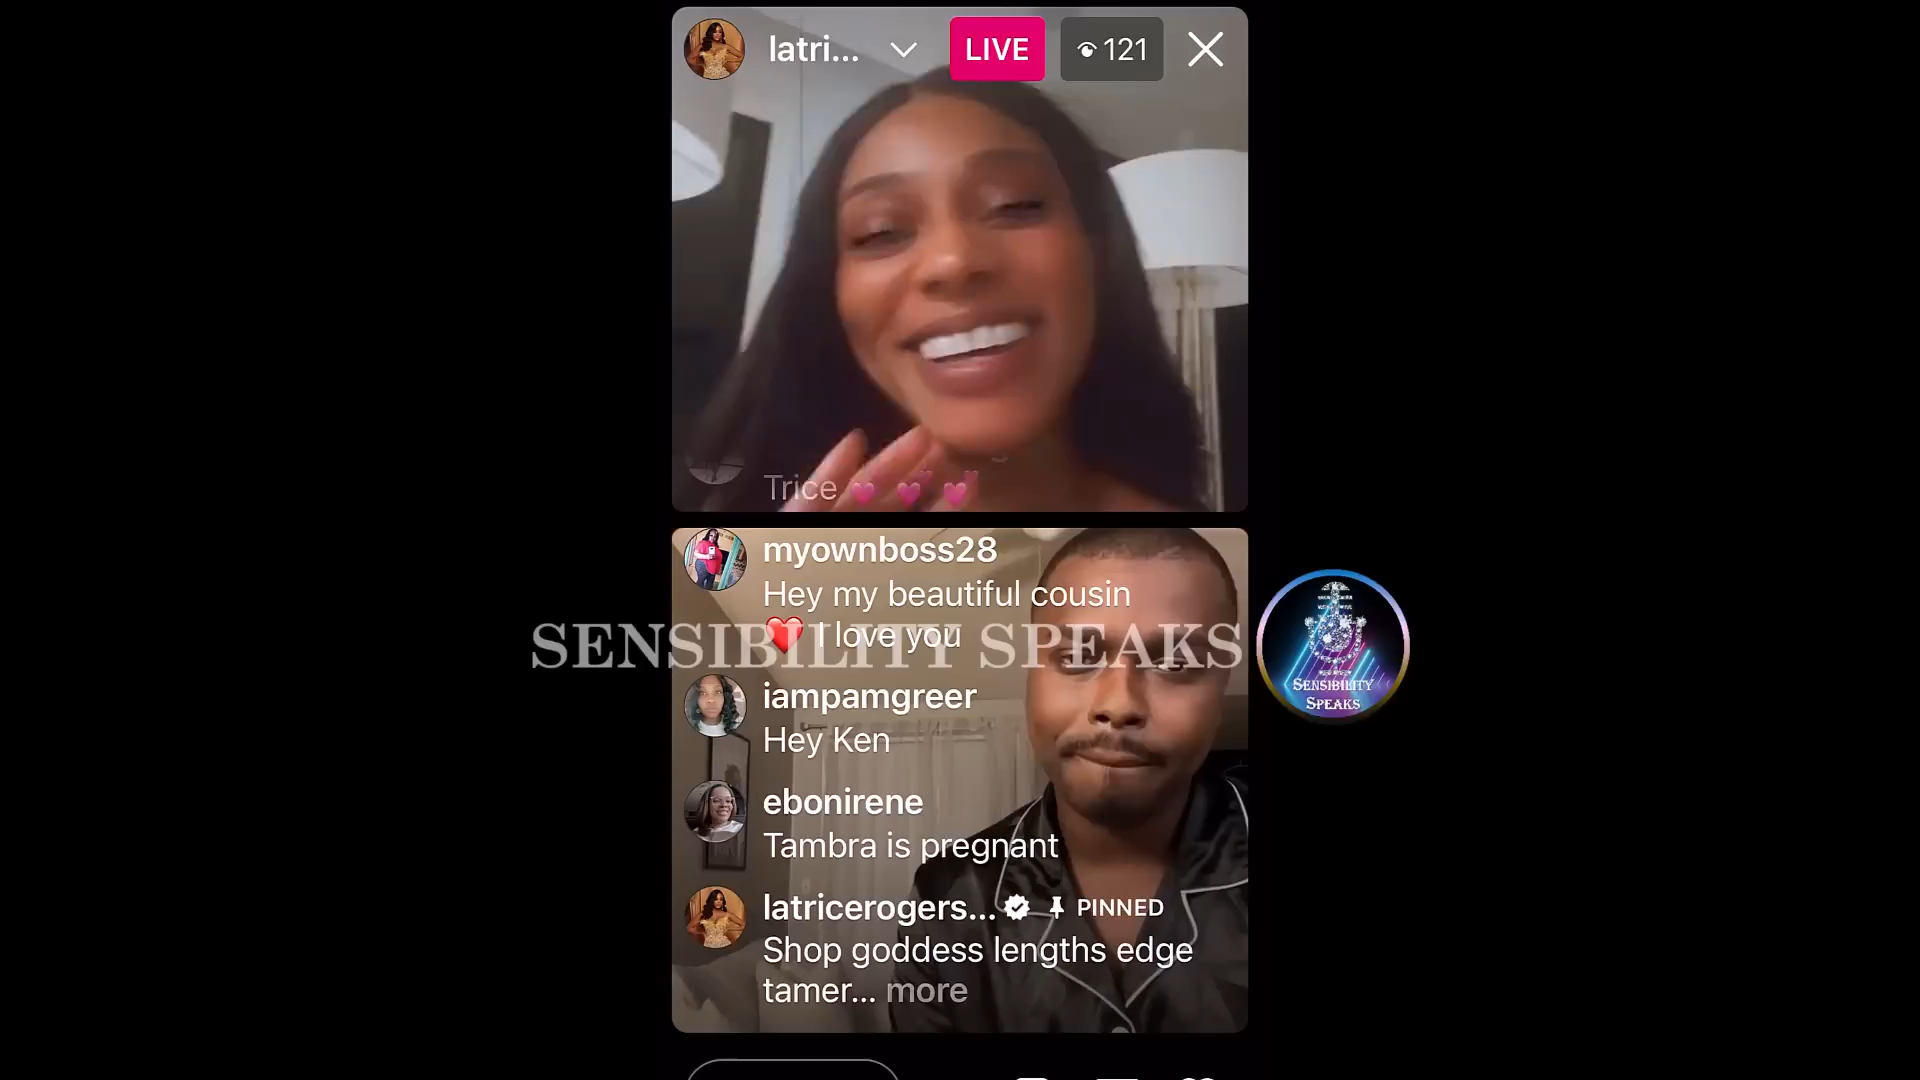 latri...
LIVE
121
Trice
myownboss28
Hey my beautiful cousin
I love you
SENSIBILITY SPEAKS
SENSIBILITY
SPEAKS
iampamgreer
Hey Ken
ebonirene
Tambra is pregnant
latricerogers...
PINNED
Shop goddess lengths edge
tamer... more